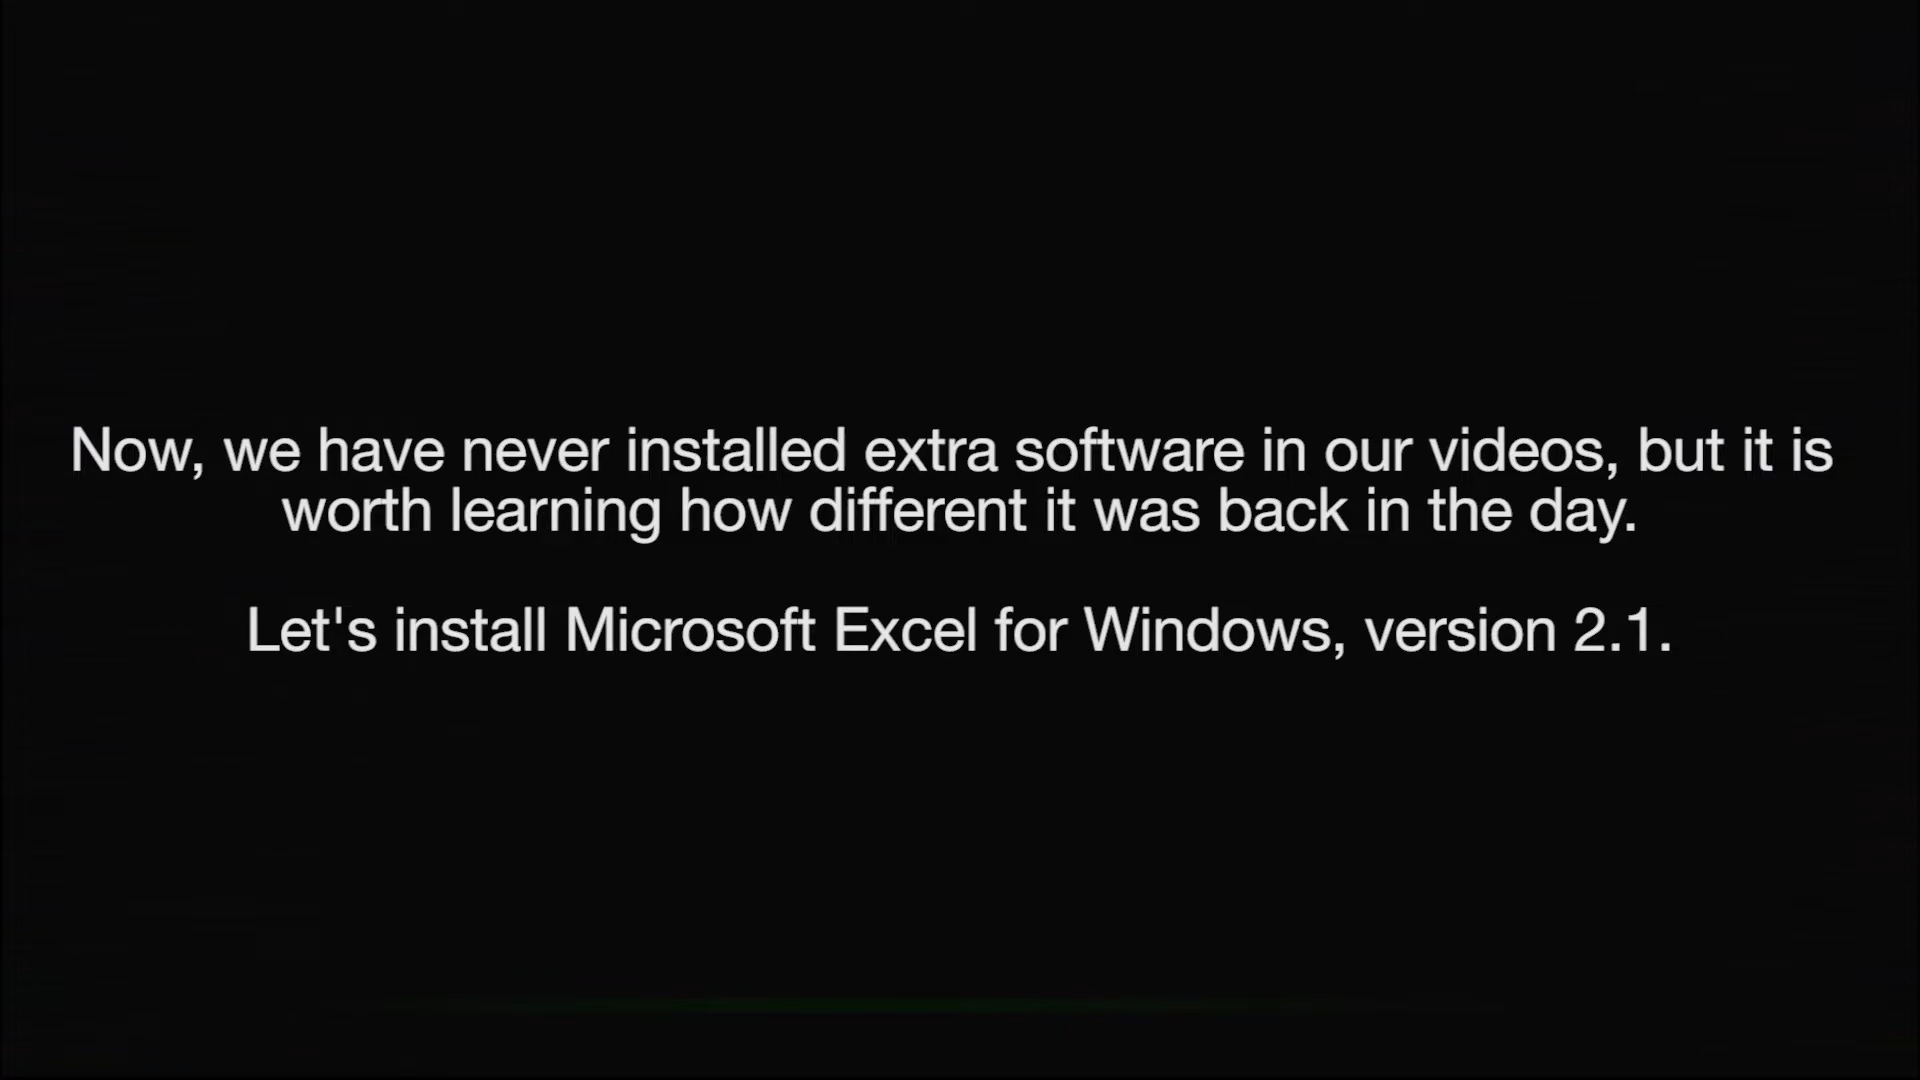 Now, we have never installed extra software in our videos, but it is
worth learning how different it was back in the day.
Let's install Microsoft Excel for Windows, version 2.1.